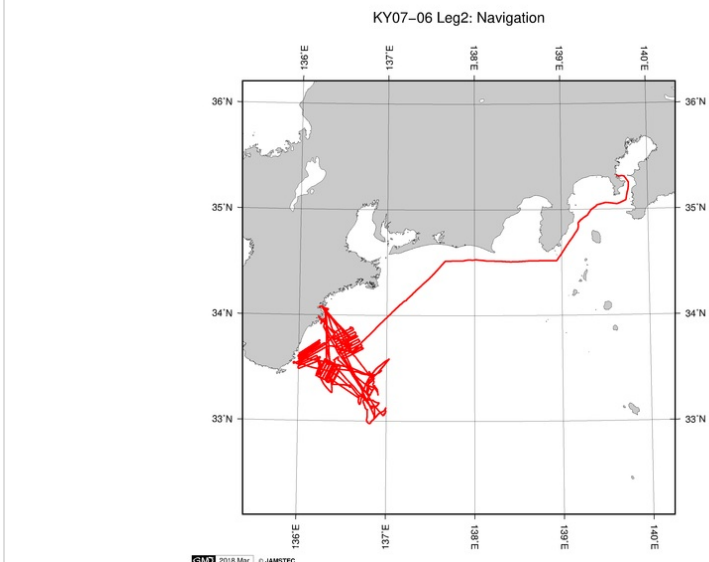 KY07−06 Leg2: Navigation
136˚E 137˚E 138˚E 139˚E 140˚E
36˚N 36˚N
35˚N 35˚N
34˚N 34˚N
33˚N 33˚N
136˚E 137˚E 138˚E 139˚E 140˚E
GMD 2018 Mar © JAMSTEC